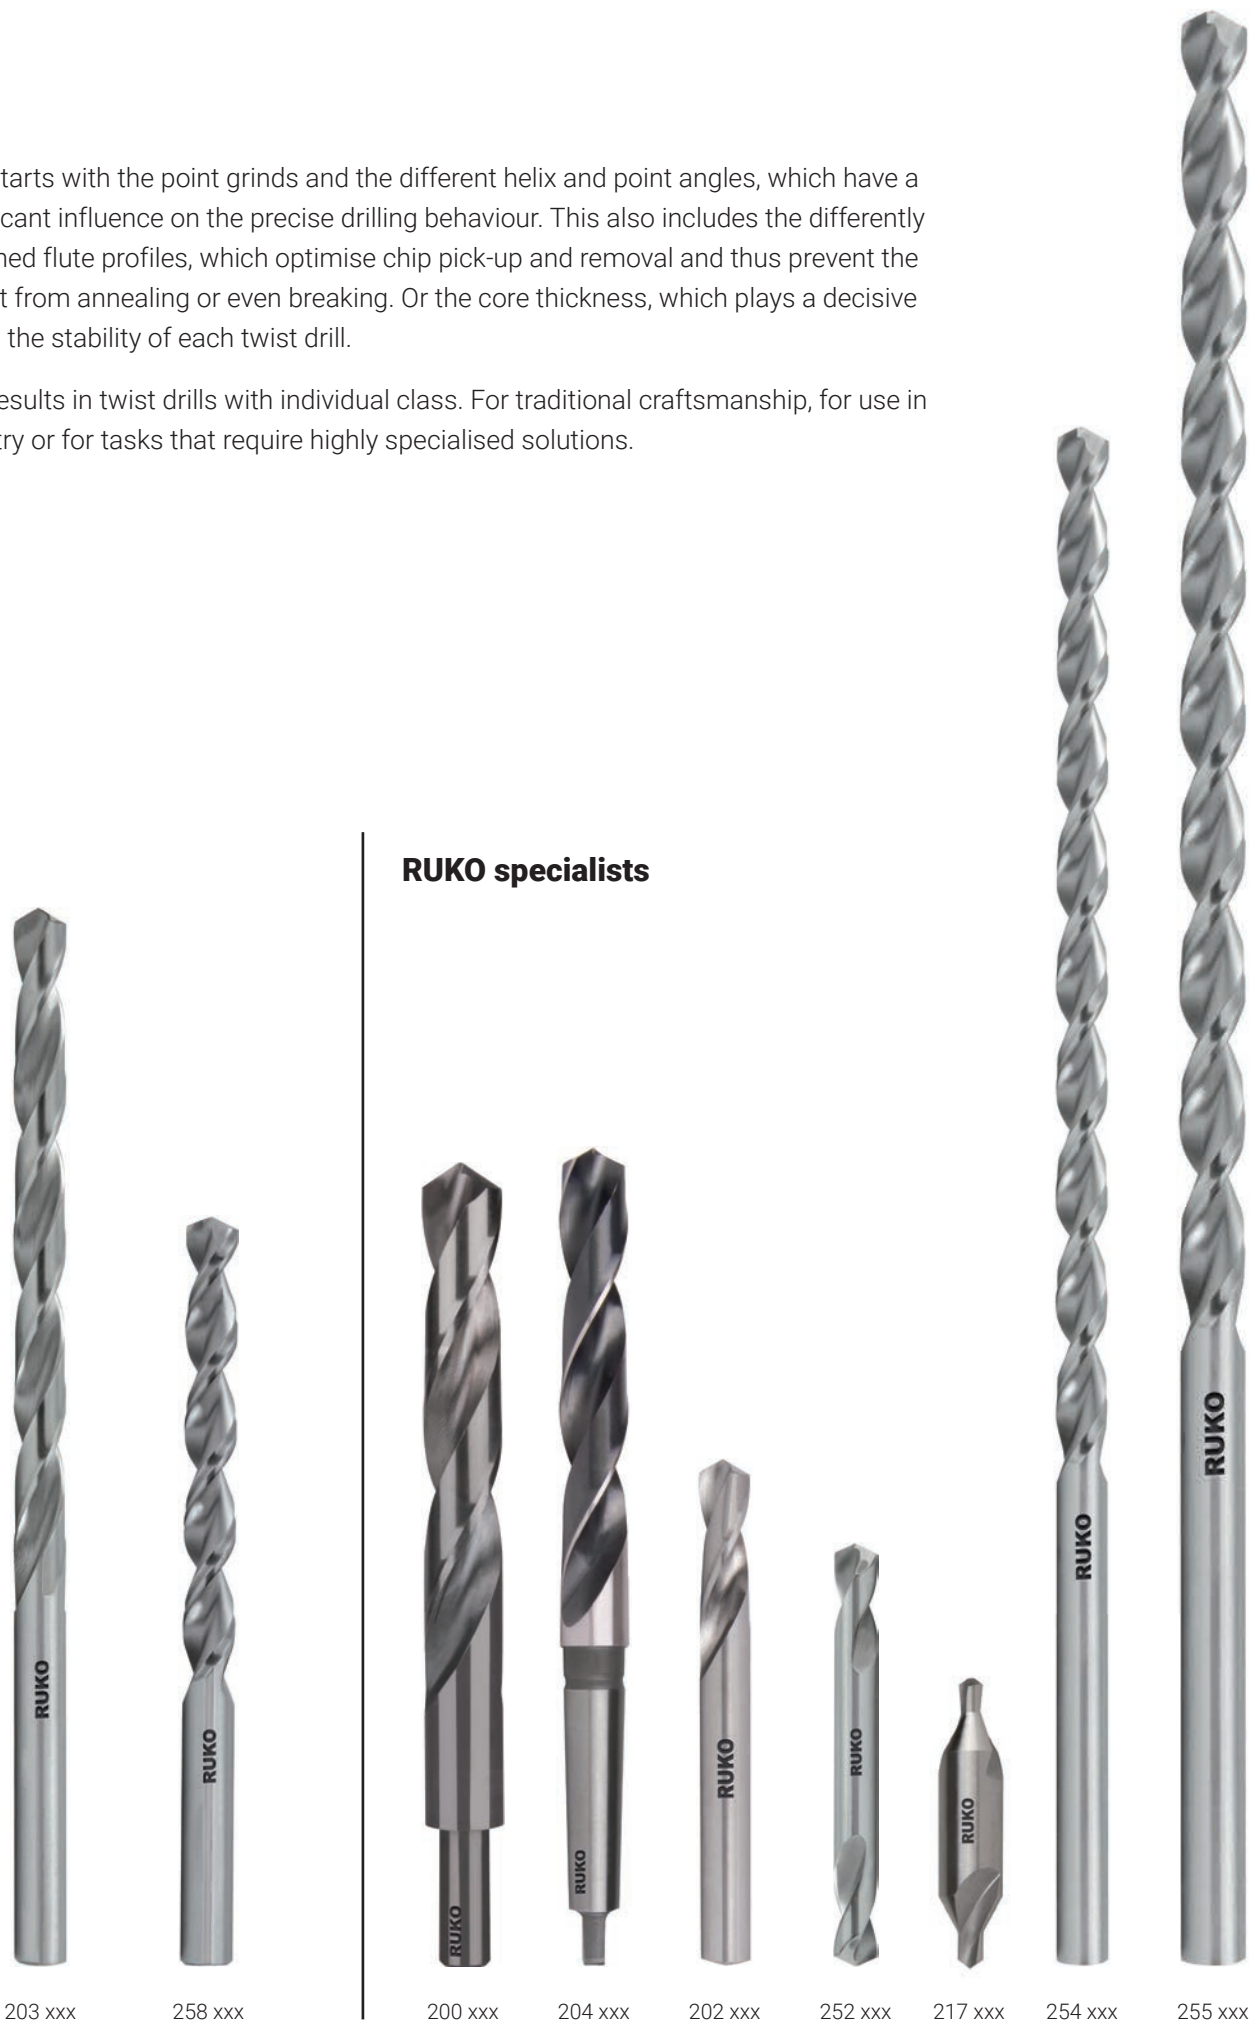 tarts with the point grinds and the different helix and point angles, which have a
cant influence on the precise drilling behaviour. This also includes the differently
ned flute profiles, which optimise chip pick-up and removal and thus prevent the
t from annealing or even breaking. Or the core thickness, which plays a decisive
the stability of each twist drill.
esults in twist drills with individual class. For traditional craftsmanship, for use in
try or for tasks that require highly specialised solutions.
RUKO specialists
RUKO
RUKO
RUKO
RUKO
RUKO
RUKO
RUKO
RUKO
RUKO
203 xxx 258 xxx 200 xxx 204 xxx 202 xxx 252 xxx 217 xxx 254 xxx 255 xxx